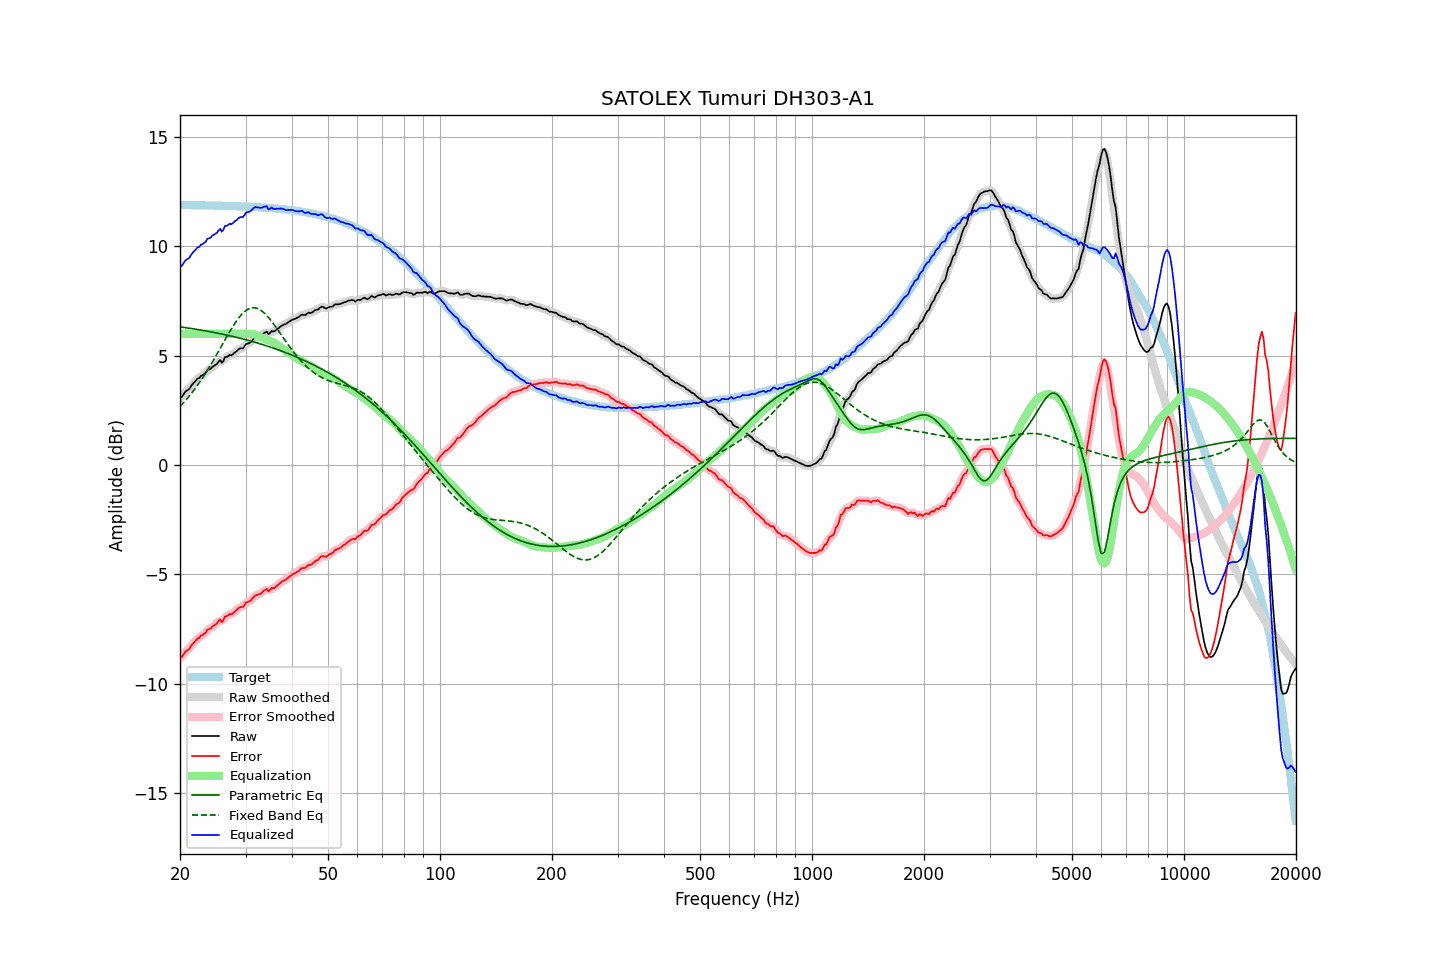 SATOLEX Tumuri DH303-A1
Amplitude (dBr)
15
10
5
0
−5
−10
−15
Target
Raw Smoothed
Error Smoothed
Raw
Error
Equalization
Parametric Eq
Fixed Band Eq
Equalized
20 50 100 200 500 1000 2000 5000 10000 20000
Frequency (Hz)